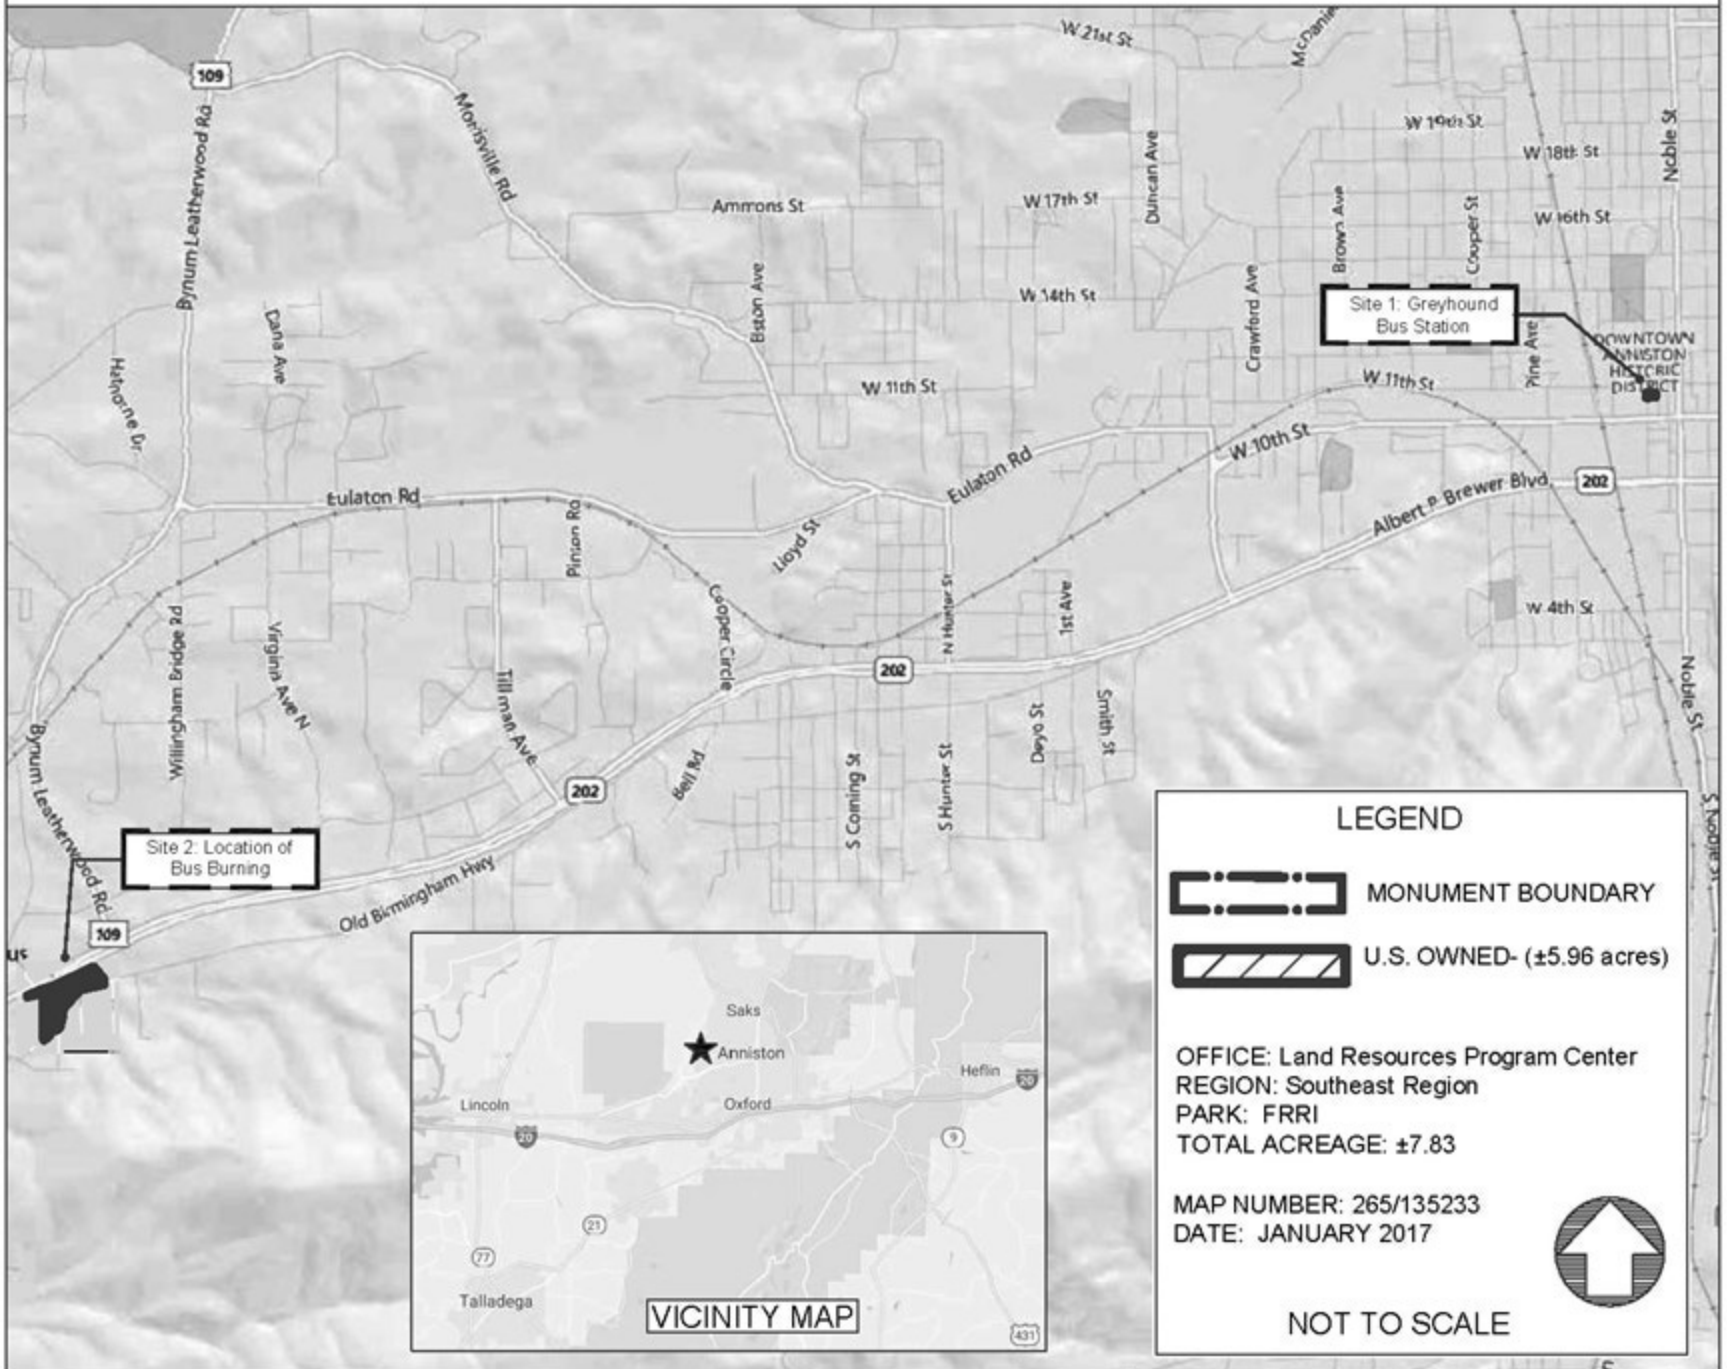 W 21st St
McDanie
109
Morrisville Rd
Bynum Leatherwood Rd
W 19th St
W 18th St
Noble St
Duncan Ave
W 17th St
Ammons St
W 16th St
Brown Ave
Cooper St
Crawford Ave
W 14th St
Site 1: Greyhound
Bus Station
Dana Ave
Pine Ave
DOWNTOWN
ANNISTON
HISTORIC
DISTRICT
W 11th St
W 11th St
W 10th St
Eulaton Rd
Eulaton Rd
Albert P Brewer Blvd
202
Pinson Rd
Lloyd St
Cooper Circle
N Hunter St
1st Ave
W 4th St
Willingham Bridge Rd
Virginia Ave N
Tillman Ave
202
Noble St
Bynum Leatherwood Rd
Deyo St
Smith St
Bell Rd
S Coning St
S Hunter St
202
S Noble St
Site 2: Location of
Bus Burning
Old Birmingham Hwy
109
us
Saks
Anniston
Heflin
20
Lincoln
Oxford
20
9
21
77
Talladega
431
VICINITY MAP
LEGEND
MONUMENT BOUNDARY
U.S. OWNED- (±5.96 acres)
OFFICE: Land Resources Program Center
REGION: Southeast Region
PARK: FRRI
TOTAL ACREAGE: ±7.83
MAP NUMBER: 265/135233
DATE: JANUARY 2017
NOT TO SCALE